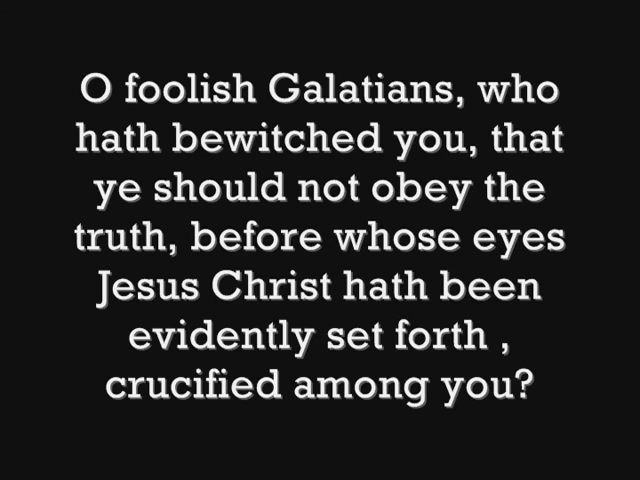 O foolish Galatians, who
hath bewitched you, that
ye should not obey the
truth, before whose eyes
Jesus Christ hath been
evidently set forth ,
crucified among you?